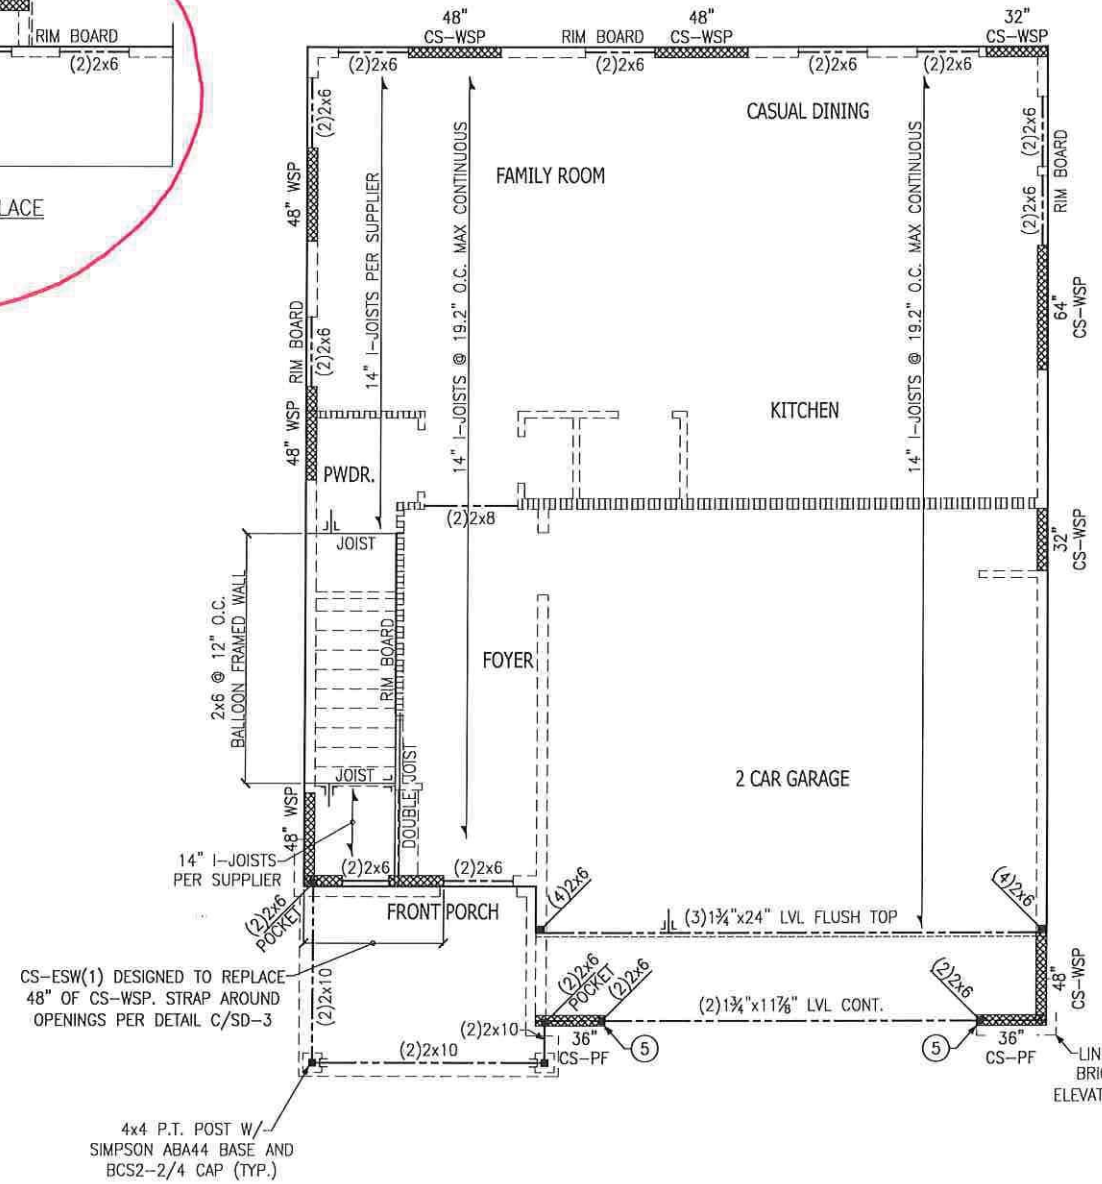 RIM BOARD
(2)2x6
LACE
48"
CS-WSP
RIM BOARD
48"
CS-WSP
32"
CS-WSP
(2)2x6
(2)2x6
(2)2x6
(2)2x6
(2)2x6
48" WSP
RIM BOARD
(2)2x6
48" WSP
14" I-JOISTS PER SUPPLIER
14" I-JOISTS @ 19.2" O.C. MAX CONTINUOUS
14" I-JOISTS @ 19.2" O.C. MAX CONTINUOUS
CASUAL DINING
FAMILY ROOM
(2)2x6
(2)2x6
RIM BOARD
64"
CS-WSP
KITCHEN
PWDR.
(2)2x8
32"
CS-WSP
JL
JOIST
2x6 @ 12" O.C.
BALLOON FRAMED WALL
RIM BOARD
FOYER
JOIST
DOUBLE JOIST
2 CAR GARAGE
48" WSP
14" I-JOISTS
PER SUPPLIER
(2)2x6
(2)2x6
(2)2x6
POCKET
FRONT PORCH
(4)2x6
(3)1¾"x24" LVL FLUSH TOP
(4)2x6
CS-ESW(1) DESIGNED TO REPLACE
48" OF CS-WSP. STRAP AROUND
OPENINGS PER DETAIL C/SD-3
(2)2x10
(2)2x10
(2)2x10
(2)2x6
POCKET
(2)2x6
(2)1¾"x11⅞" LVL CONT.
(2)2x6
48"
CS-WSP
36"
CS-PF
5
5
36"
CS-PF
LIN
BRI
ELEVAT
4x4 P.T. POST W/
SIMPSON ABA44 BASE AND
BCS2-2/4 CAP (TYP.)